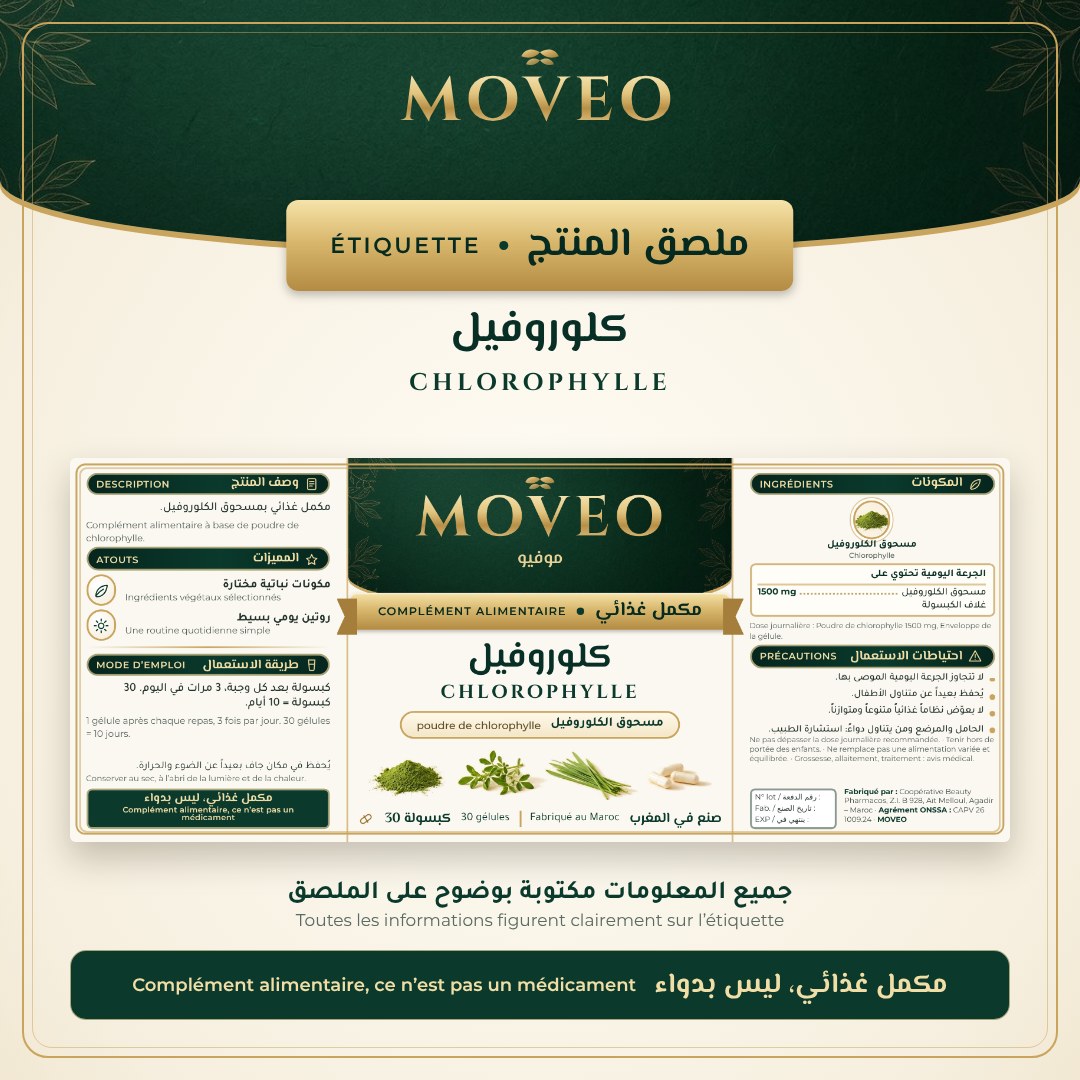 MOVEO
ÉTIQUETTE • ملصق المنتج
كلوروفيل
CHLOROPHYLLE
DESCRIPTION وصف المنتج
مكمل غذائي بمسحوق الكلوروفيل.
Complément alimentaire à base de poudre de
chlorophylle.
ATOUTS المميزات
مكونات نباتية مختارة
Ingrédients végétaux sélectionnés
روتين يومي بسيط
Une routine quotidienne simple
MODE D’EMPLOI طريقة الاستعمال
كبسولة بعد كل وجبة، 3 مرات في اليوم. 30
كبسولة = 10 أيام.
1 gélule après chaque repas, 3 fois par jour. 30 gélules
= 10 jours.
يُحفظ في مكان جاف بعيداً عن الضوء والحرارة.
Conserver au sec, à l’abri de la lumière et de la chaleur.
مكمل غذائي، ليس بدواء
Complément alimentaire, ce n’est pas un
médicament
MOVEO
موفيو
COMPLÉMENT ALIMENTAIRE • مكمل غذائي
كلوروفيل
CHLOROPHYLLE
poudre de chlorophylle مسحوق الكلوروفيل
30 كبسولة 30 gélules | Fabriqué au Maroc صنع في المغرب
INGRÉDIENTS المكونات
مسحوق الكلوروفيل
Chlorophylle
الجرعة اليومية تحتوي على
مسحوق الكلوروفيل 1500 mg
غلاف الكبسولة
Dose journalière : Poudre de chlorophylle 1500 mg, Enveloppe de
la gélule.
PRÉCAUTIONS احتياطات الاستعمال
لا تتجاوز الجرعة اليومية الموصى بها.
يُحفظ بعيداً عن متناول الأطفال.
لا يعوّض نظاماً غذائياً متنوعاً ومتوازناً.
الحامل والمرضع ومن يتناول دواءً: استشارة الطبيب.
Ne pas dépasser la dose journalière recommandée. · Tenir hors de
portée des enfants. · Ne remplace pas une alimentation variée et
équilibrée. · Grossesse, allaitement, traitement : avis médical.
N° lot / رقم الدفعة :
Fab. / تاريخ الصنع :
EXP / ينتهي في :
Fabriqué par : Coopérative Beauty
Pharmacos, Z.I. B 928, Ait Melloul, Agadir
– Maroc · Agrément ONSSA : CAPV 26
1009.24 · MOVEO
جميع المعلومات مكتوبة بوضوح على الملصق
Toutes les informations figurent clairement sur l’étiquette
Complément alimentaire, ce n’est pas un médicament مكمل غذائي، ليس بدواء